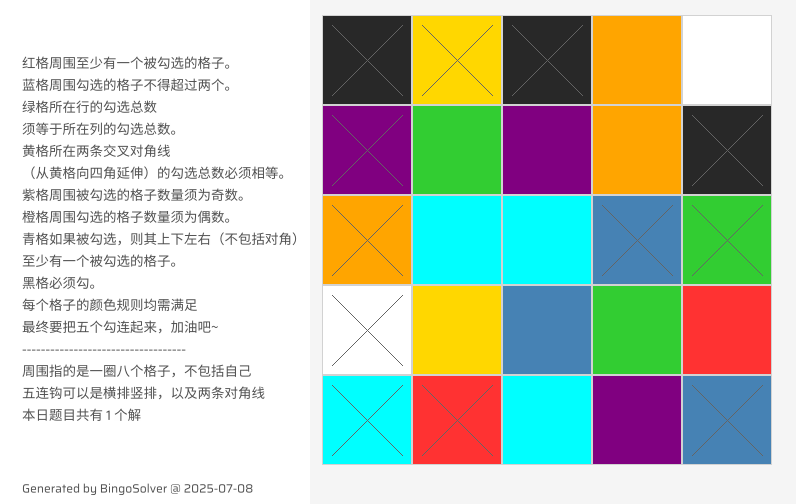 红格周围至少有一个被勾选的格子。
蓝格周围勾选的格子不得超过两个。
绿格所在行的勾选总数
须等于所在列的勾选总数。
黄格所在两条交叉对角线
（从黄格向四角延伸）的勾选总数必须相等。
紫格周围被勾选的格子数量须为奇数。
橙格周围勾选的格子数量须为偶数。
青格如果被勾选，则其上下左右（不包括对角）
至少有一个被勾选的格子。
黑格必须勾。
每个格子的颜色规则均需满足
最终要把五个勾连起来，加油吧~
-----------------------------------
周围指的是一圈八个格子，不包括自己
五连钩可以是横排竖排，以及两条对角线
本日题目共有1个解
Generated by BingoSolver @ 2025-07-08